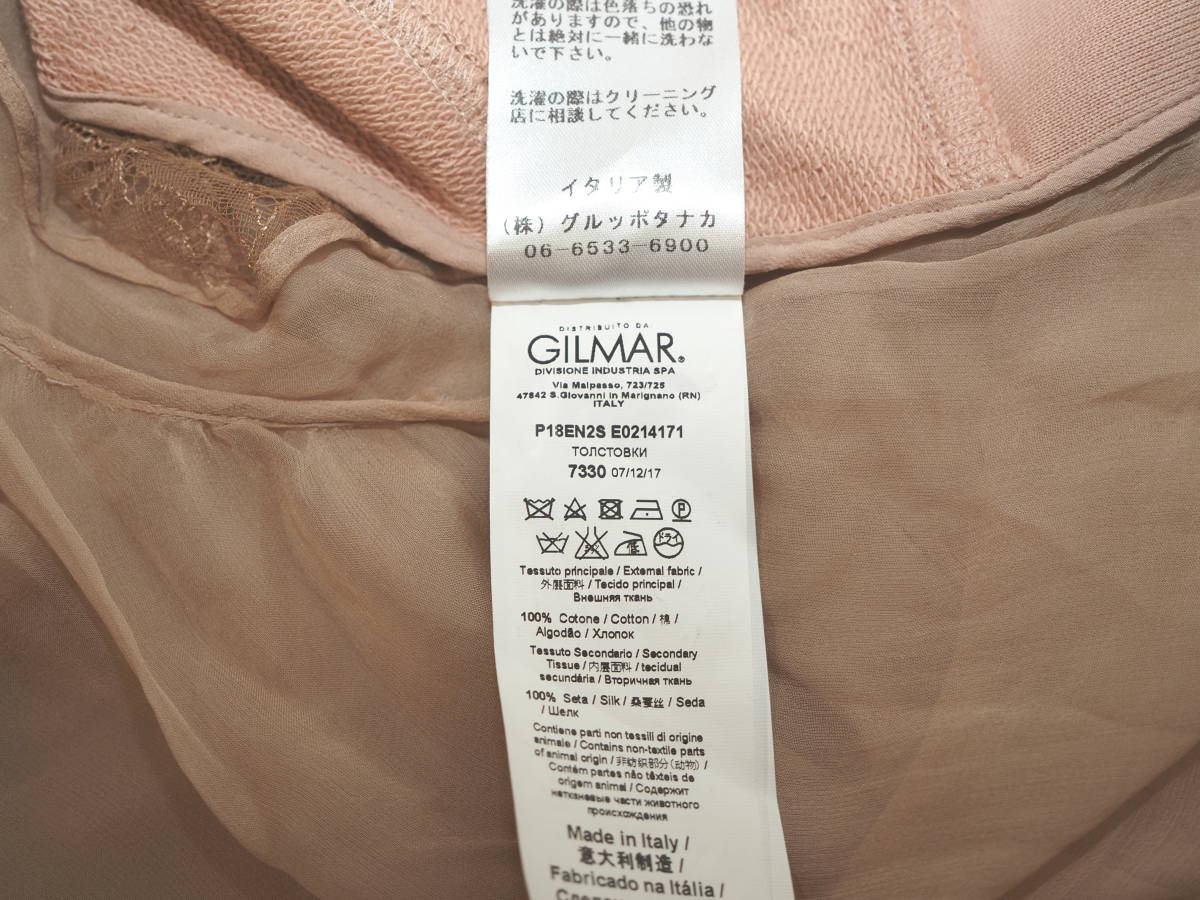 洗濯の際は色落ちの恐れ
がありますので、他の物
とは絶対に一緒に洗わな
いで下さい。
洗濯の際はクリーニング
店に相談してください。
イタリア製
(株)グルッポタナカ
06-6533-6900
DISTRIBUITO DA
GILMAR®
DIVISIONE INDUSTRIA SPA
Via Malpasso, 723/725
47842 S.Giovanni in Marignano (RN)
ITALY
P18EN2S E0214171
ТОЛСТОВКИ
7330 07/12/17
P
ドライ
Tessuto principale / External fabric /
外层面料 / Tecido principal /
Внешняя ткань
100% Cotone / Cotton / 棉 /
Algodão / Хлопок
Tessuto Secondario / Secondary
Tissue / 内层面料 / tecidual
secundária / Вторичная ткань
100% Seta / Silk / 桑蚕丝 / Seda
/ Шелк
Contiene parti non tessili di origine
animale / Contains non-textile parts
of animal origin / 非纺织部分(动物) /
Contém partes não têxteis de
origem animal / Содержит
нетканевые части животного
происхождения
Made in Italy /
意大利制造 /
Fabricado na Itália /